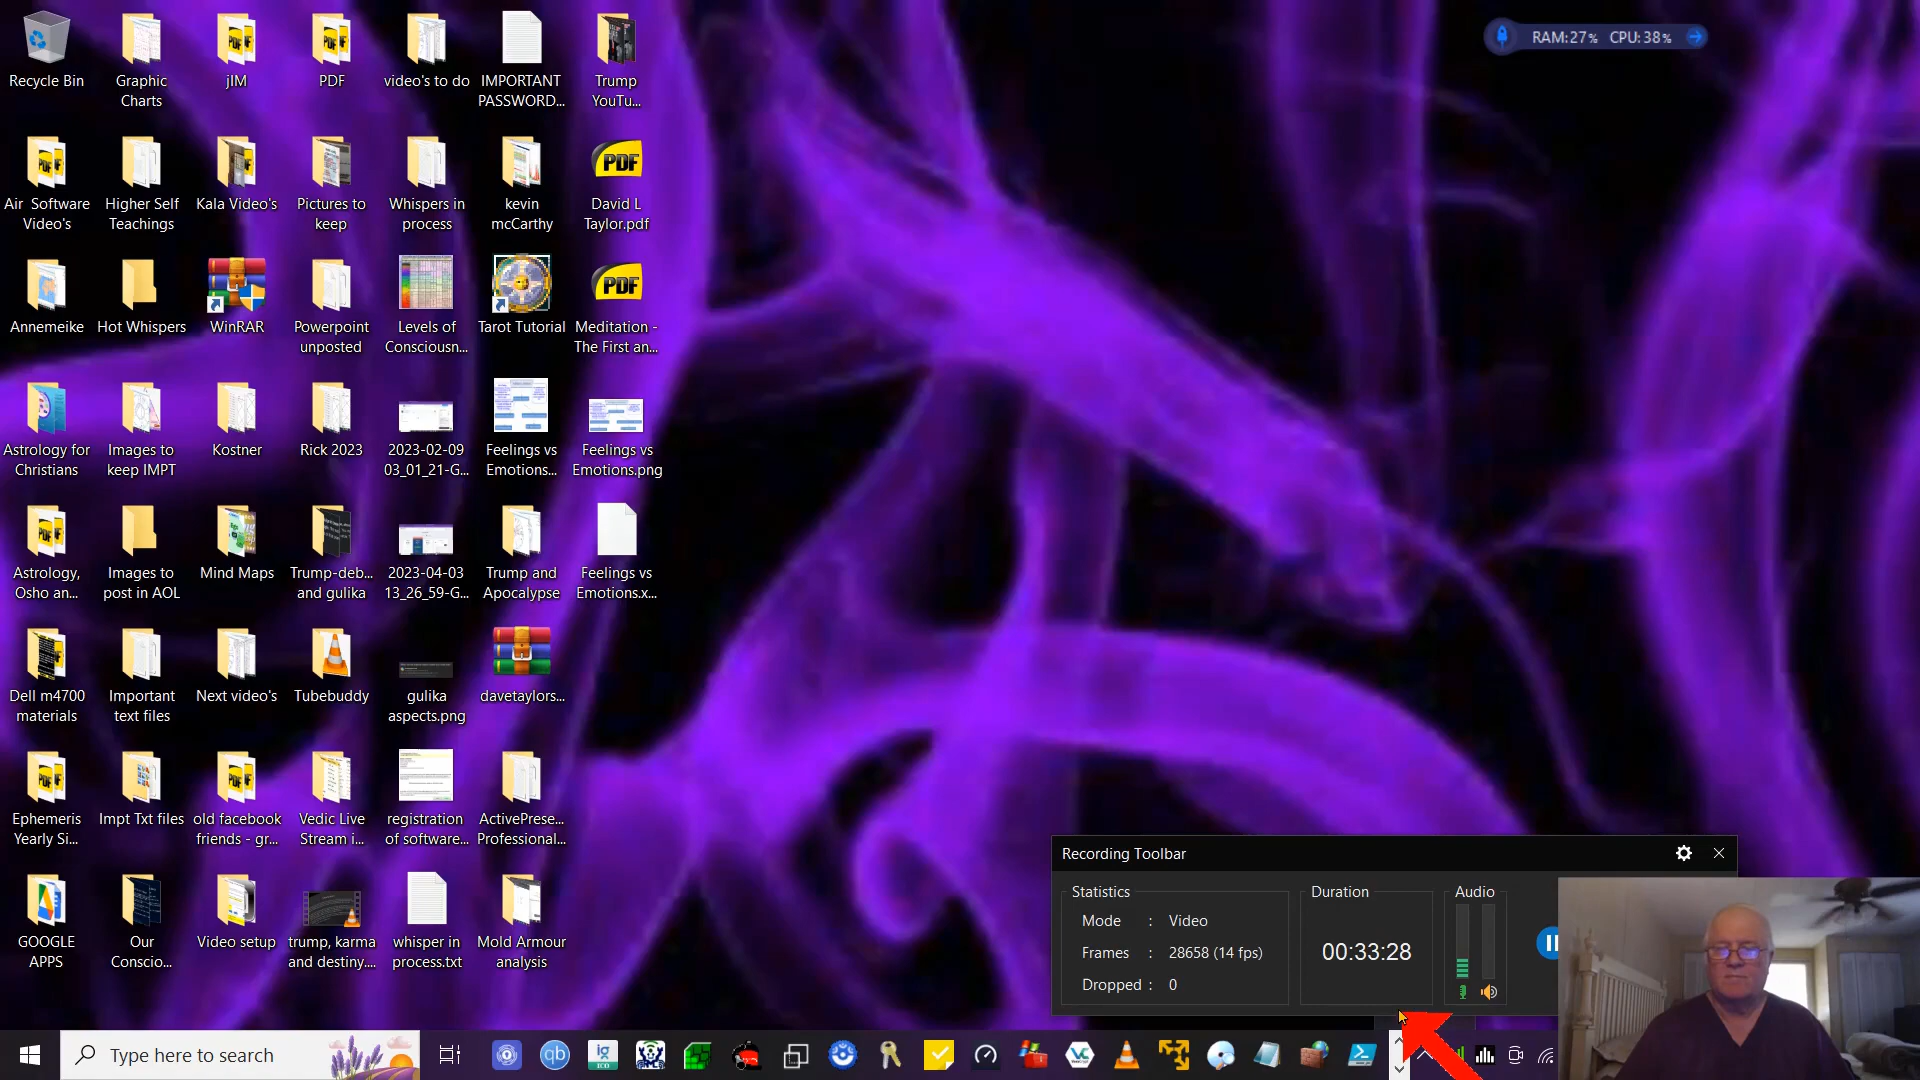 RAM:27% CPU:38%
Recycle Bin
Graphic
Charts
jIM
PDF
video's to do
IMPORTANT
PASSWORD...
Trump
YouTu...
Air Software
Video's
Higher Self
Teachings
Kala Video's
Pictures to
keep
Whispers in
process
kevin
mcCarthy
PDF
David L
Taylor.pdf
Annemeike
Hot Whispers
WinRAR
Powerpoint
unposted
Levels of
Consciousn...
Tarot Tutorial
PDF
Meditation -
The First an...
Astrology for
Christians
Images to
keep IMPT
Kostner
Rick 2023
2023-02-09
03_01_21-G...
Feelings vs
Emotions...
Feelings vs
Emotions.png
Astrology,
Osho an...
Images to
post in AOL
Mind Maps
Trump-deb...
and gulika
2023-04-03
13_26_59-G...
Trump and
Apocalypse
Feelings vs
Emotions.x...
Dell m4700
materials
Important
text files
Next video's
Tubebuddy
gulika
aspects.png
davetaylors...
Ephemeris
Yearly Si...
Impt Txt files
old facebook
friends - gr...
Vedic Live
Stream i...
registration
of software...
ActivePrese...
Professional...
GOOGLE
APPS
Our
Conscio...
Video setup
trump, karma
and destiny....
whisper in
process.txt
Mold Armour
analysis
Recording Toolbar
Statistics
Mode : Video
Frames : 28658 (14 fps)
Dropped : 0
Duration
00:33:28
Audio
Type here to search
qb
ig
ICO
VC